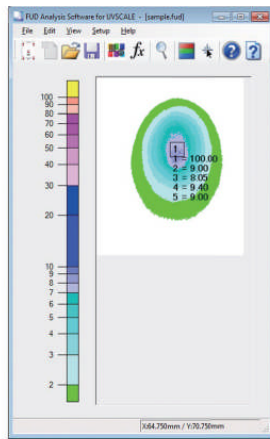 FUD Analysis Software for UVSCALE - [sample.fud]
File Edit View Setup Help
fx
100
90
80
70
60
50
40
30
20
10
9
8
7
6
5
4
3
2
1
1 = 100.00
2 = 9.00
3 = 8.05
4 = 9.40
5 = 9.00
X:64.750mm / Y:70.750mm